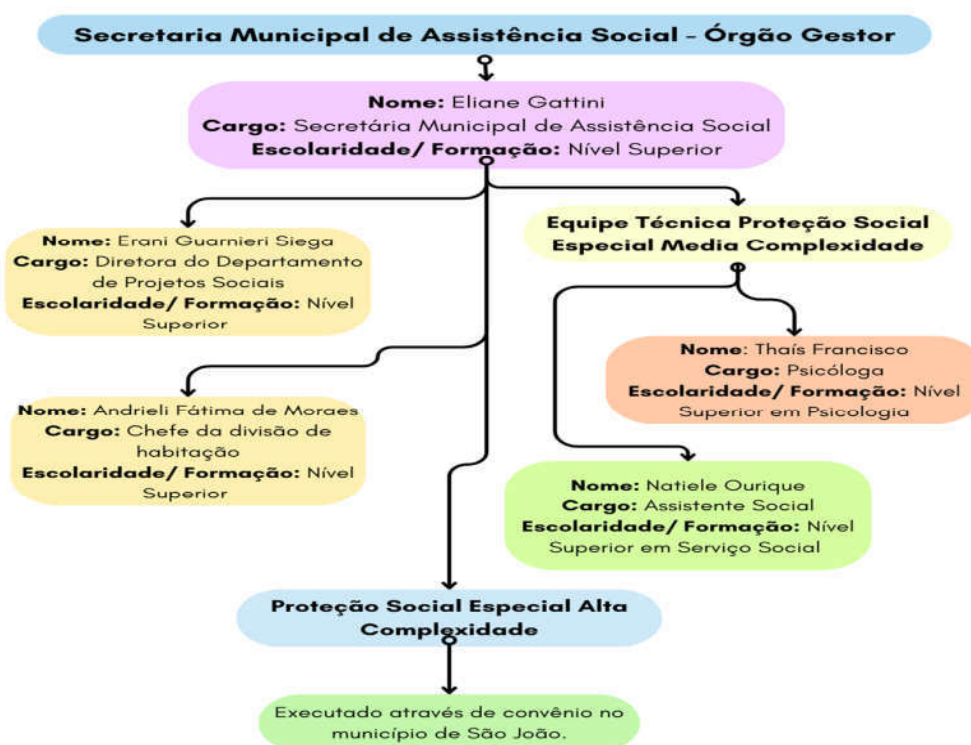 Secretaria Municipal de Assistência Social - Órgão Gestor
Nome: Eliane Gattini
Cargo: Secretária Municipal de Assistência Social
Escolaridade/ Formação: Nível Superior
Nome: Erani Guarnieri Siega
Cargo: Diretora do Departamento
de Projetos Sociais
Escolaridade/ Formação: Nível
Superior
Equipe Técnica Proteção Social
Especial Media Complexidade
Nome: Thaís Francisco
Cargo: Psicóloga
Escolaridade/ Formação: Nível
Superior em Psicologia
Nome: Andrieli Fátima de Moraes
Cargo: Chefe da divisão de
habitação
Escolaridade/ Formação: Nível
Superior
Nome: Natiele Ourique
Cargo: Assistente Social
Escolaridade/ Formação: Nível
Superior em Serviço Social
Proteção Social Especial Alta
Complexidade
Executado através de convênio no
município de São João.